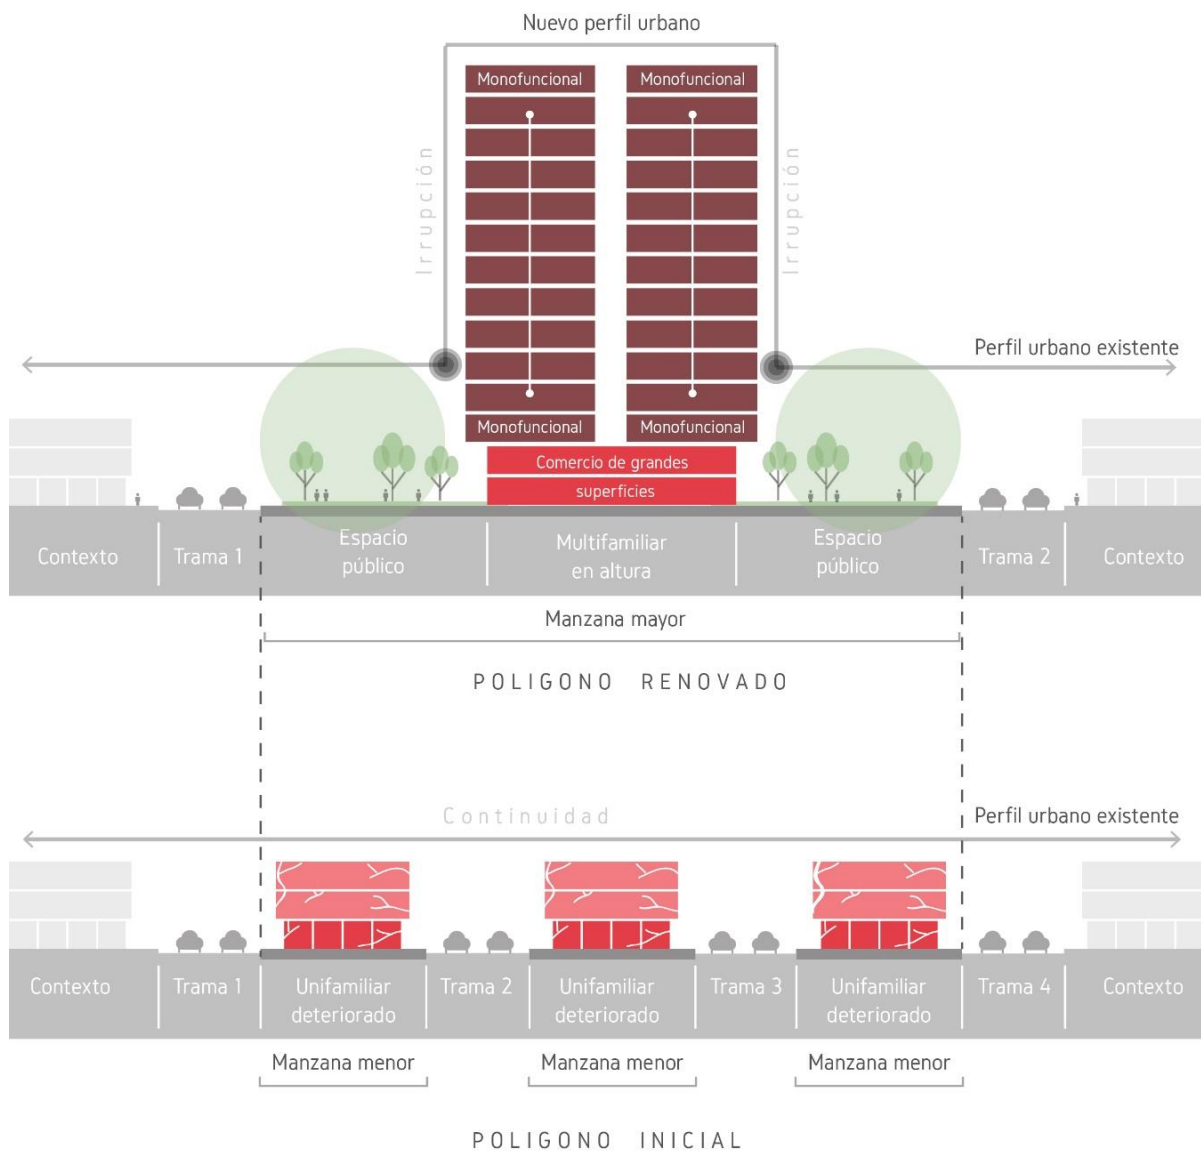 Nuevo perfil urbano
Monofuncional
Monofuncional
Irrupción
Irrupción
Perfil urbano existente
Monofuncional
Monofuncional
Comercio de grandes
superficies
Contexto
Trama 1
Espacio
público
Multifamiliar
en altura
Espacio
público
Trama 2
Contexto
Manzana mayor
POLIGONO RENOVADO
Continuidad
Perfil urbano existente
Contexto
Trama 1
Unifamiliar
deteriorado
Trama 2
Unifamiliar
deteriorado
Trama 3
Unifamiliar
deteriorado
Trama 4
Contexto
Manzana menor
Manzana menor
Manzana menor
POLIGONO INICIAL